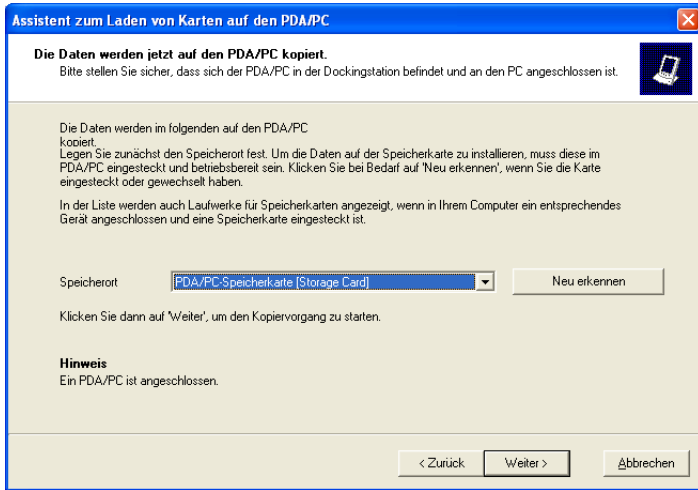 Assistent zum Laden von Karten auf den PDA/PC
Die Daten werden jetzt auf den PDA/PC kopiert.
Bitte stellen Sie sicher, dass sich der PDA/PC in der Dockingstation befindet und an den PC angeschlossen ist.
Die Daten werden im folgenden auf den PDA/PC
kopiert.
Legen Sie zunächst den Speicherort fest. Um die Daten auf der Speicherkarte zu installieren, muss diese im
PDA/PC eingesteckt und betriebsbereit sein. Klicken Sie bei Bedarf auf 'Neu erkennen', wenn Sie die Karte
eingesteckt oder gewechselt haben.
In der Liste werden auch Laufwerke für Speicherkarten angezeigt, wenn in Ihrem Computer ein entsprechendes
Gerät angeschlossen und eine Speicherkarte eingesteckt ist.
Speicherort PDA/PC-Speicherkarte [Storage Card] Neu erkennen
Klicken Sie dann auf 'Weiter', um den Kopiervorgang zu starten.
Hinweis
Ein PDA/PC ist angeschlossen.
< Zurück Weiter > Abbrechen